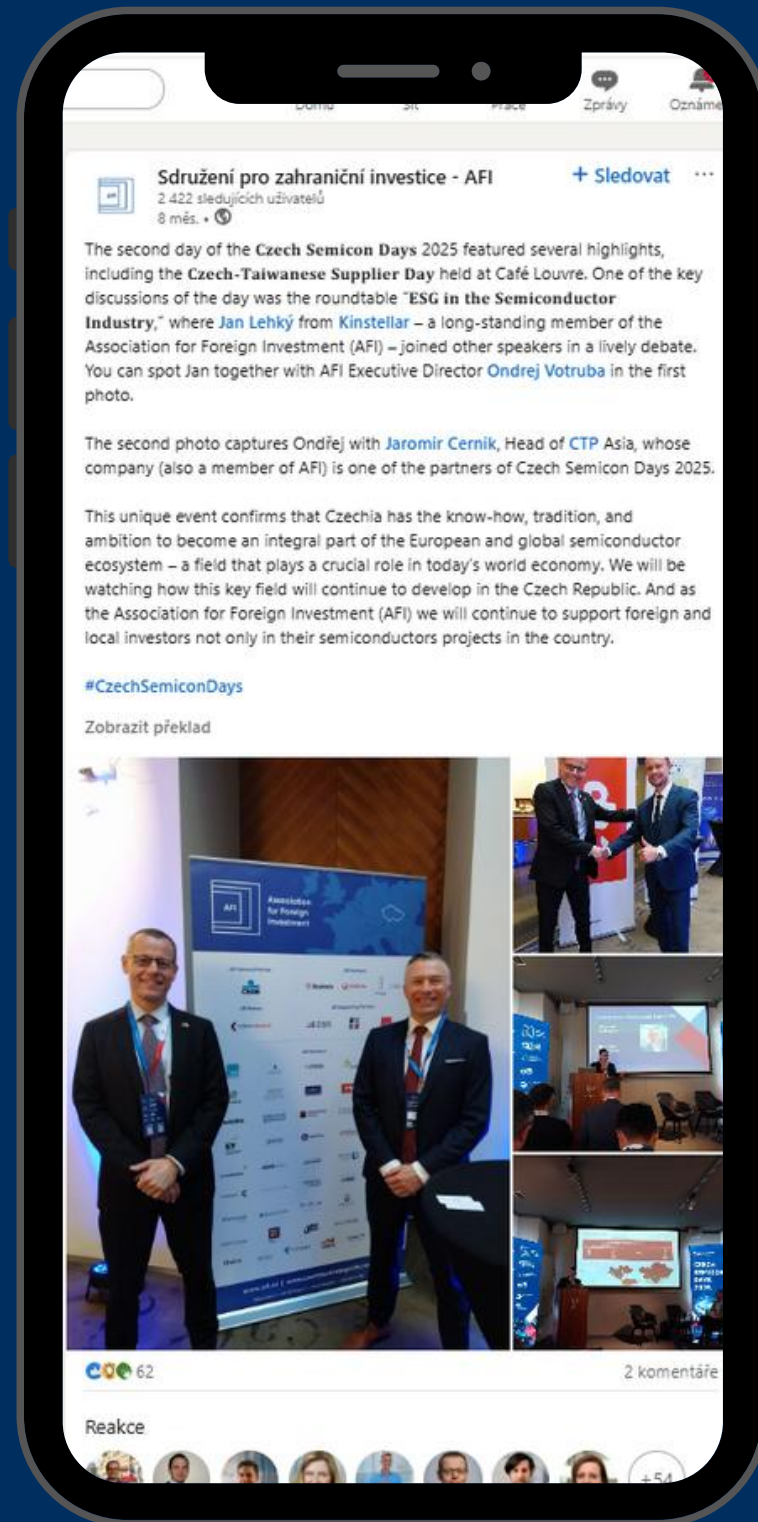 Zprávy
Oznáme
Sdružení pro zahraniční investice - AFI
+ Sledovat
2 422 sledujících uživatelů
8 měs. •
The second day of the Czech Semicon Days 2025 featured several highlights,
including the Czech-Taiwanese Supplier Day held at Café Louvre. One of the key
discussions of the day was the roundtable "ESG in the Semiconductor
Industry," where Jan Lehký from Kinstellar – a long-standing member of the
Association for Foreign Investment (AFI) – joined other speakers in a lively debate.
You can spot Jan together with AFI Executive Director Ondrej Votruba in the first
photo.
The second photo captures Ondřej with Jaromir Cernik, Head of CTP Asia, whose
company (also a member of AFI) is one of the partners of Czech Semicon Days 2025.
This unique event confirms that Czechia has the know-how, tradition, and
ambition to become an integral part of the European and global semiconductor
ecosystem – a field that plays a crucial role in today's world economy. We will be
watching how this key field will continue to develop in the Czech Republic. And as
the Association for Foreign Investment (AFI) we will continue to support foreign and
local investors not only in their semiconductors projects in the country.
#CzechSemiconDays
Zobrazit překlad
AFI
Association
for Foreign
Investment
62
2 komentáře
Reakce
+54